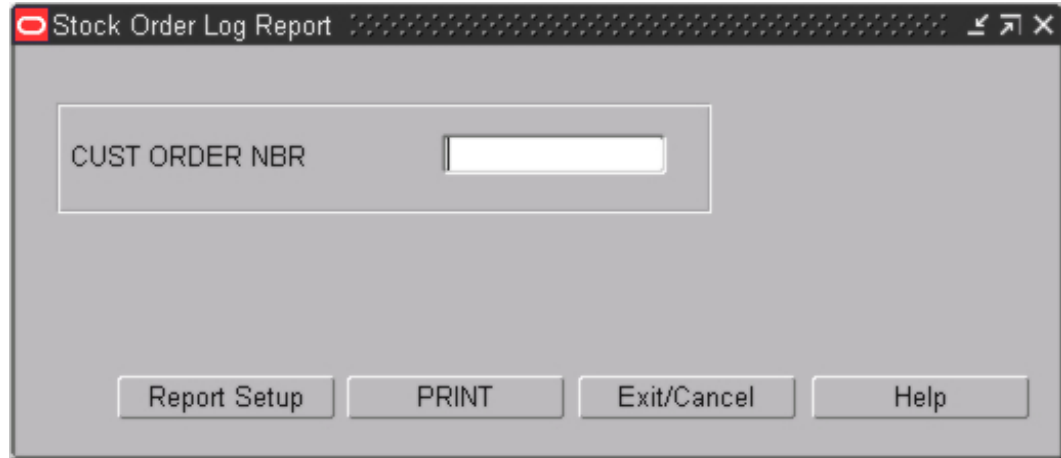 Stock Order Log Report
CUST ORDER NBR
Report Setup PRINT Exit/Cancel Help